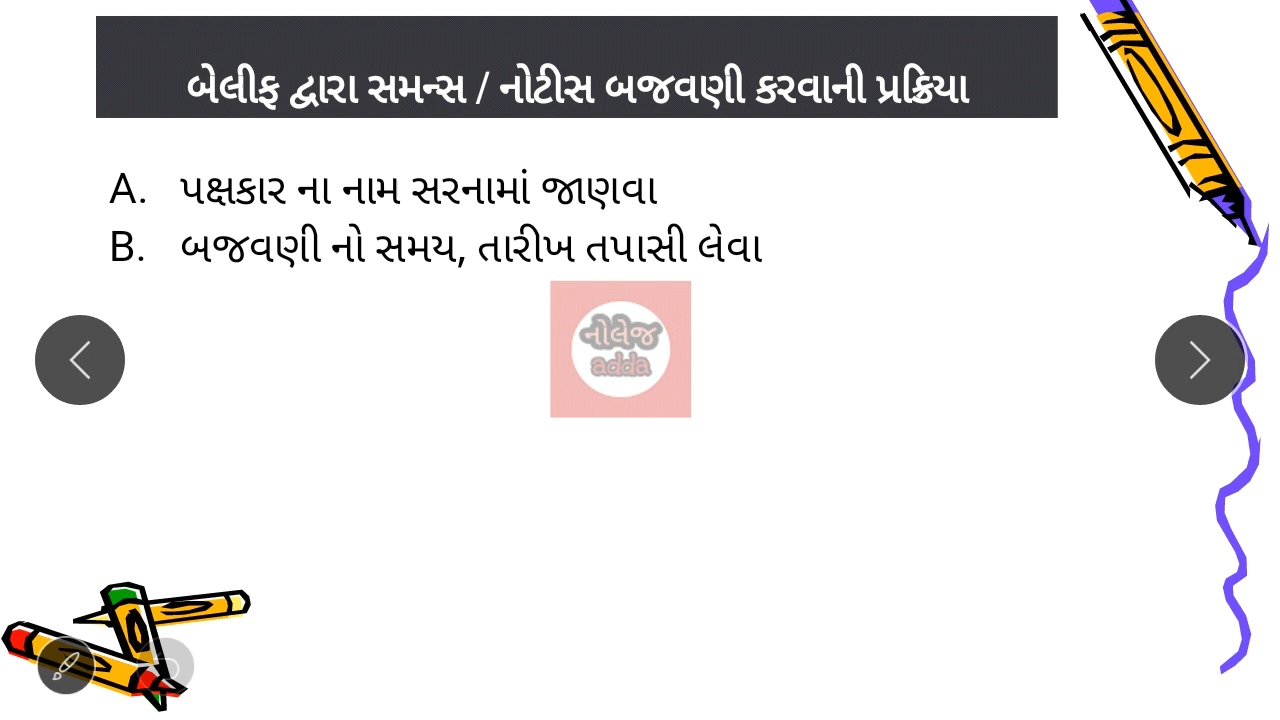 બેલીફ દ્વારા સમન્સ / નોટીસ બજવણી કરવાની પ્રક્રિયા
A. પક્ષકાર ના નામ સરનામાં જાણવા
B. બજવણી નો સમય, તારીખ તપાસી લેવા
નોલેજ
adda